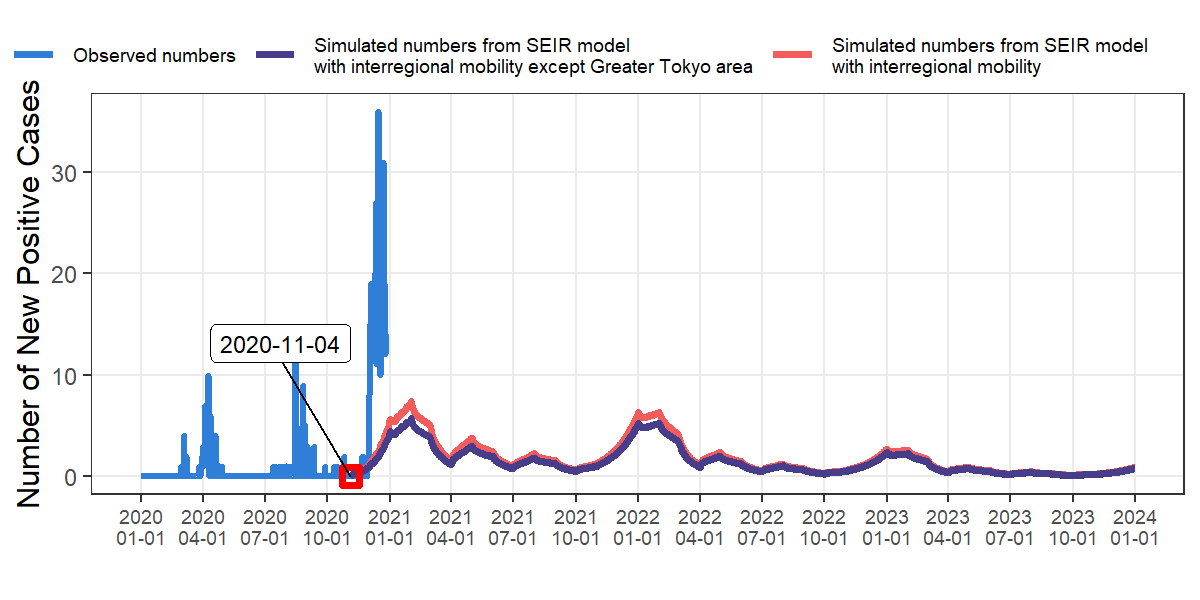 Observed numbers
Simulated numbers from SEIR model
with interregional mobility except Greater Tokyo area
Simulated numbers from SEIR model
with interregional mobility
Number of New Positive Cases
30
20
10
0
2020-11-04
2020 2020 2020 2020 2021 2021 2021 2021 2022 2022 2022 2022 2023 2023 2023 2023 2024
01-01 04-01 07-01 10-01 01-01 04-01 07-01 10-01 01-01 04-01 07-01 10-01 01-01 04-01 07-01 10-01 01-01